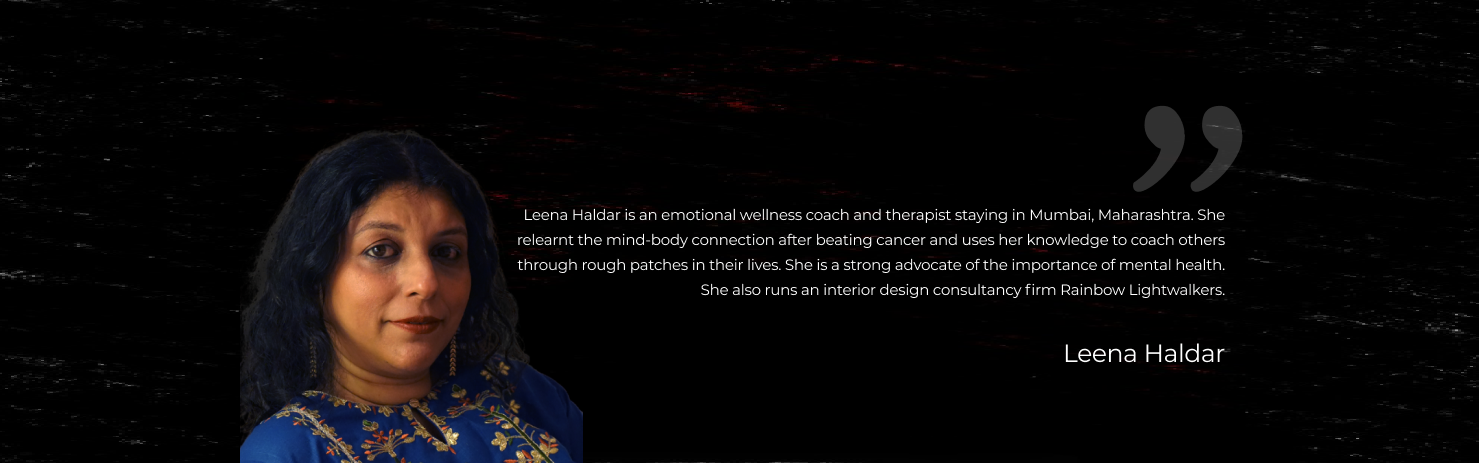 ”
Leena Haldar is an emotional wellness coach and therapist staying in Mumbai, Maharashtra. She
relearnt the mind-body connection after beating cancer and uses her knowledge to coach others
through rough patches in their lives. She is a strong advocate of the importance of mental health.
She also runs an interior design consultancy firm Rainbow Lightwalkers.
Leena Haldar